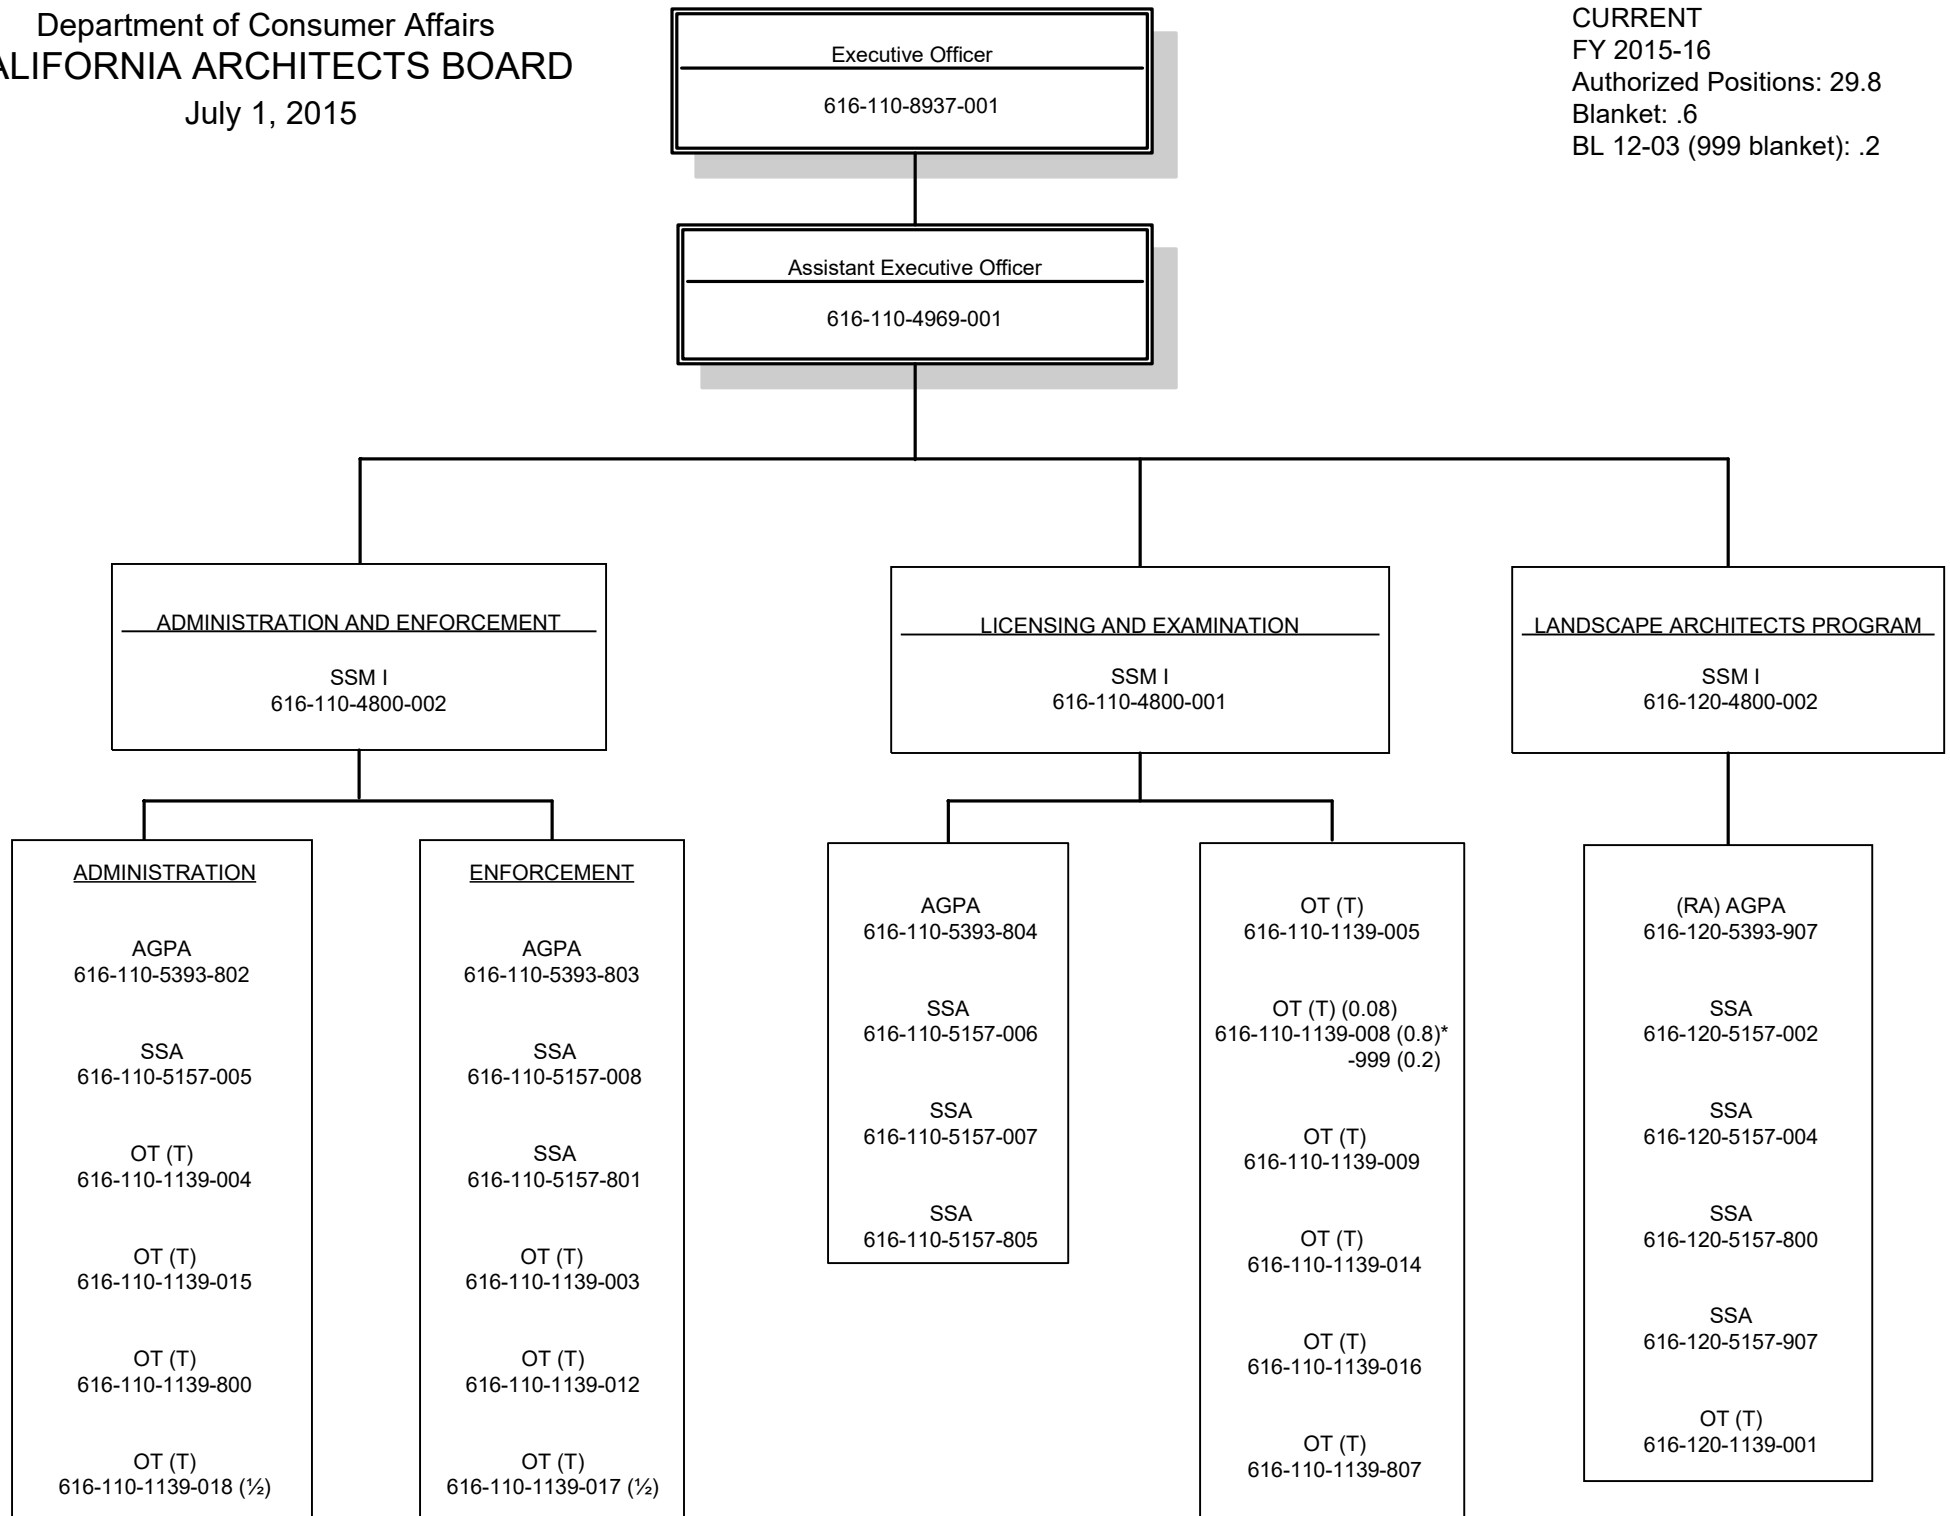 Department of Consumer Affairs
ALIFORNIA ARCHITECTS BOARD
July 1, 2015
CURRENT
FY 2015-16
Authorized Positions: 29.8
Blanket: .6
BL 12-03 (999 blanket): .2
Executive Officer
616-110-8937-001
Assistant Executive Officer
616-110-4969-001
ADMINISTRATION AND ENFORCEMENT
SSM I
616-110-4800-002
LICENSING AND EXAMINATION
SSM I
616-110-4800-001
LANDSCAPE ARCHITECTS PROGRAM
SSM I
616-120-4800-002
ADMINISTRATION
AGPA
616-110-5393-802
SSA
616-110-5157-005
OT (T)
616-110-1139-004
OT (T)
616-110-1139-015
OT (T)
616-110-1139-800
OT (T)
616-110-1139-018 (½)
ENFORCEMENT
AGPA
616-110-5393-803
SSA
616-110-5157-008
SSA
616-110-5157-801
OT (T)
616-110-1139-003
OT (T)
616-110-1139-012
OT (T)
616-110-1139-017 (½)
AGPA
616-110-5393-804
SSA
616-110-5157-006
SSA
616-110-5157-007
SSA
616-110-5157-805
OT (T)
616-110-1139-005
OT (T) (0.08)
616-110-1139-008 (0.8)*
-999 (0.2)
OT (T)
616-110-1139-009
OT (T)
616-110-1139-014
OT (T)
616-110-1139-016
OT (T)
616-110-1139-807
(RA) AGPA
616-120-5393-907
SSA
616-120-5157-002
SSA
616-120-5157-004
SSA
616-120-5157-800
SSA
616-120-5157-907
OT (T)
616-120-1139-001